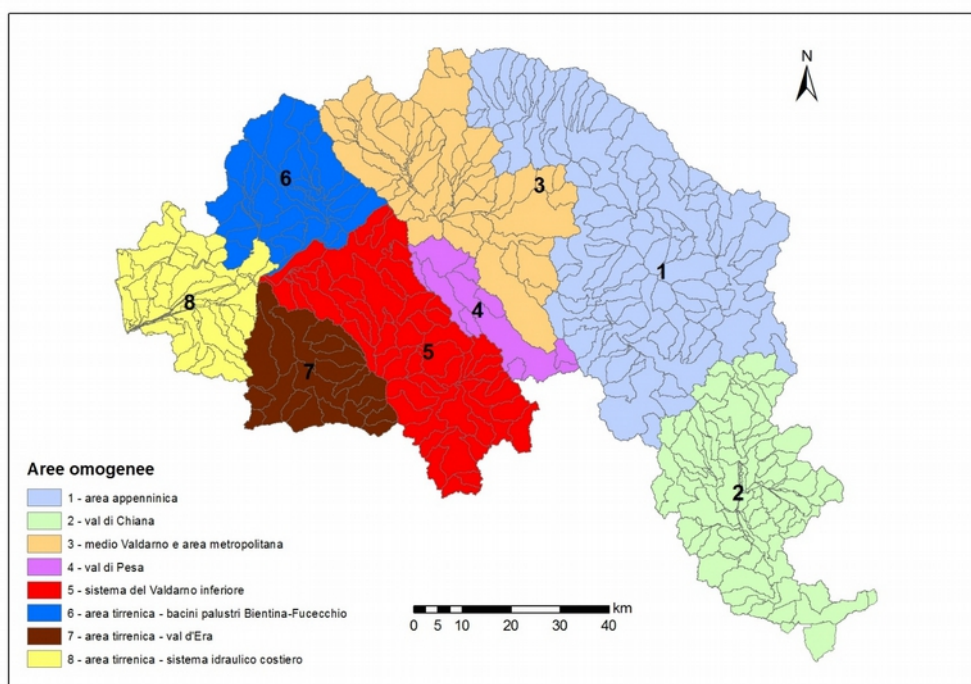 N
6
3
1
8
4
5
7
2
Aree omogenee
1 - area appenninica
2 - val di Chiana
3 - medio Valdarno e area metropolitana
4 - val di Pesa
5 - sistema del Valdarno inferiore
6 - area tirrenica - bacini palustri Bientina-Fucecchio
7 - area tirrenica - val d'Era
8 - area tirrenica - sistema idraulico costiero
km
0 5 10 20 30 40